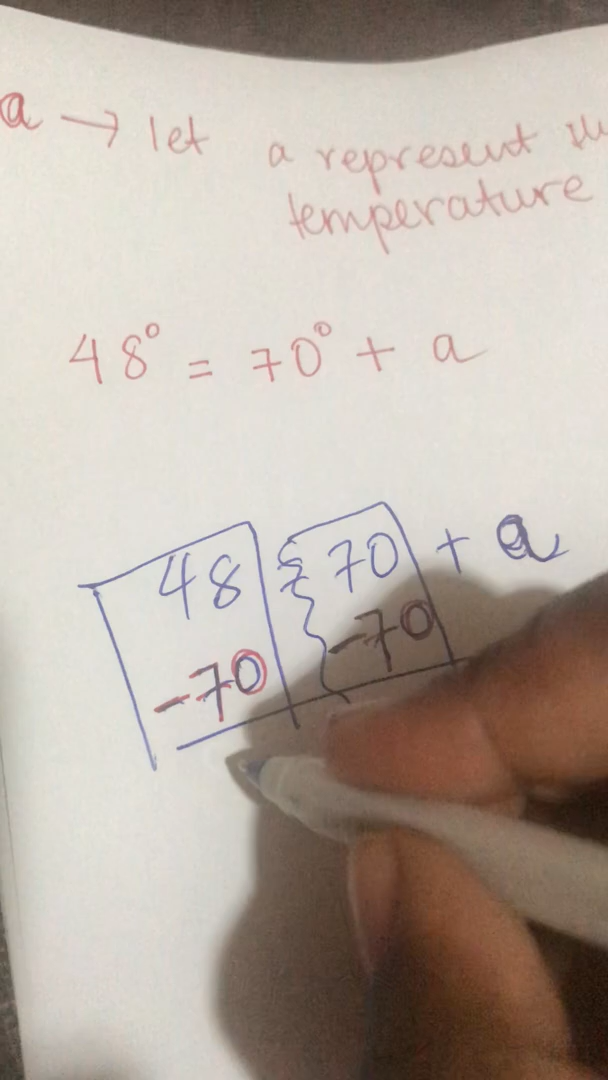 a → let a represent
temperature
48° = 70° + a
48 = 70 + a
-70 -70